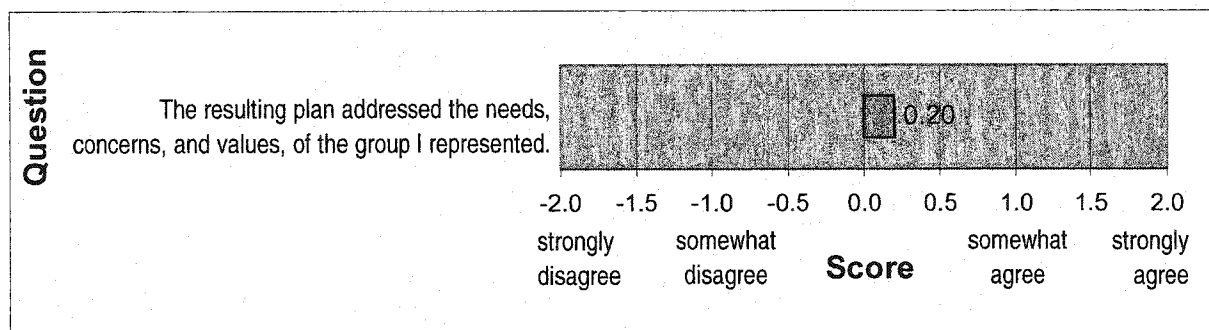 Question
The resulting plan addressed the needs,
concerns, and values, of the group I represented.
0.20
-2.0 -1.5 -1.0 -0.5 0.0 0.5 1.0 1.5 2.0
strongly disagree
somewhat disagree
Score
somewhat agree
strongly agree